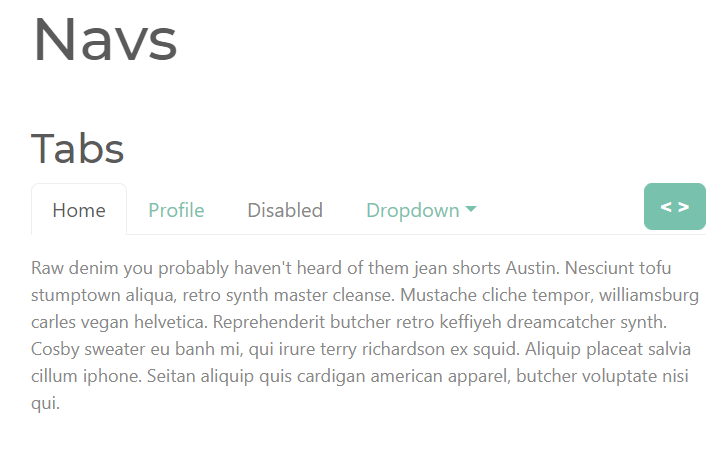 Navs
Tabs
Home Profile Disabled Dropdown < >
Raw denim you probably haven't heard of them jean shorts Austin. Nesciunt tofu
stumptown aliqua, retro synth master cleanse. Mustache cliche tempor, williamsburg
carles vegan helvetica. Reprehenderit butcher retro keffiyeh dreamcatcher synth.
Cosby sweater eu banh mi, qui irure terry richardson ex squid. Aliquip placeat salvia
cillum iphone. Seitan aliquip quis cardigan american apparel, butcher voluptate nisi
qui.